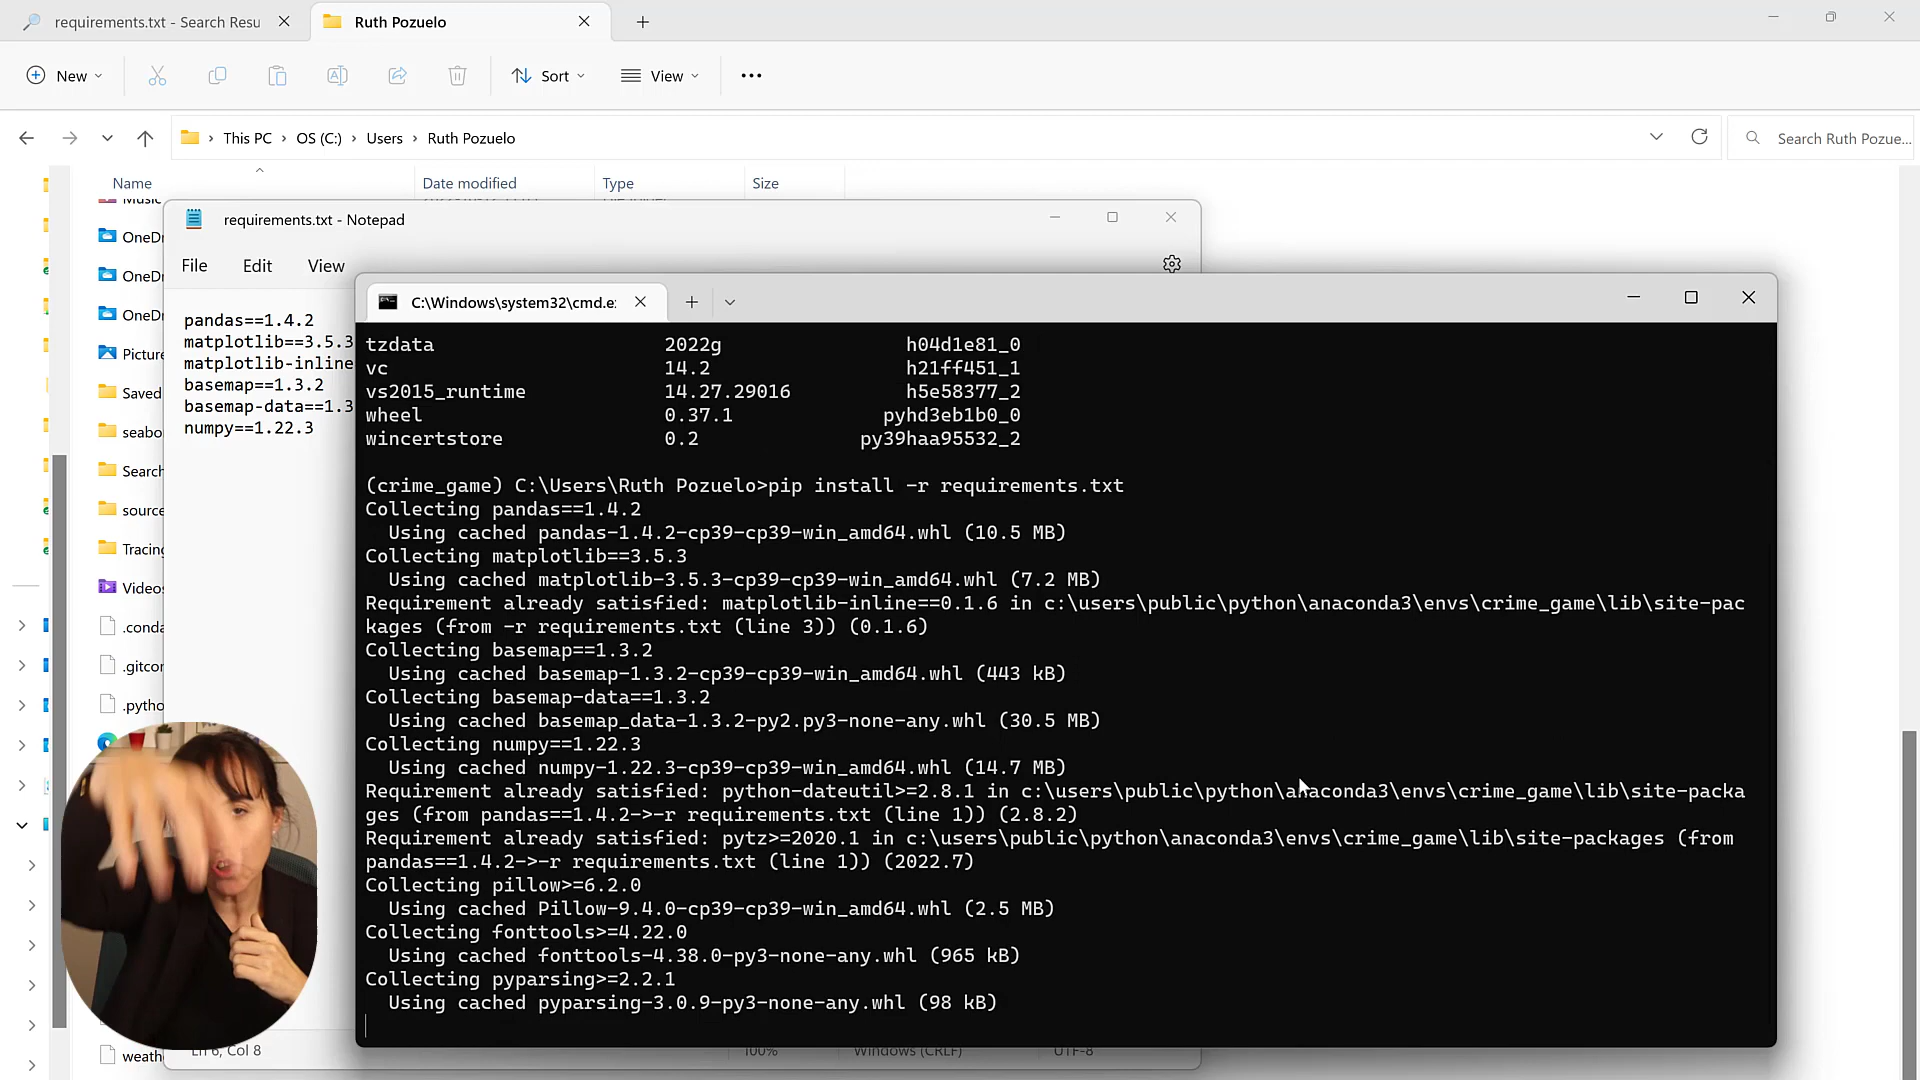 requirements.txt - Search Resu
Ruth Pozuelo
New
Sort
View
This PC
OS (C:)
Users
Ruth Pozuelo
Search Ruth Pozue...
Name
Date modified
Type
Size
Music
requirements.txt - Notepad
OneDr
File
Edit
View
OneDr
OneDr
Picture
Saved
seabo
Search
source
Tracing
Videos
.conda
.gitcor
.pytho
weath
pandas==1.4.2
matplotlib==3.5.3
matplotlib-inline
basemap==1.3.2
basemap-data==1.3
numpy==1.22.3
C:\Windows\system32\cmd.e
tzdata 2022g h04d1e81_0
vc 14.2 h21ff451_1
vs2015_runtime 14.27.29016 h5e58377_2
wheel 0.37.1 pyhd3eb1b0_0
wincertstore 0.2 py39haa95532_2
(crime_game) C:\Users\Ruth Pozuelo>pip install -r requirements.txt
Collecting pandas==1.4.2
Using cached pandas-1.4.2-cp39-cp39-win_amd64.whl (10.5 MB)
Collecting matplotlib==3.5.3
Using cached matplotlib-3.5.3-cp39-cp39-win_amd64.whl (7.2 MB)
Requirement already satisfied: matplotlib-inline==0.1.6 in c:\users\public\python\anaconda3\envs\crime_game\lib\site-pac
kages (from -r requirements.txt (line 3)) (0.1.6)
Collecting basemap==1.3.2
Using cached basemap-1.3.2-cp39-cp39-win_amd64.whl (443 kB)
Collecting basemap-data==1.3.2
Using cached basemap_data-1.3.2-py2.py3-none-any.whl (30.5 MB)
Collecting numpy==1.22.3
Using cached numpy-1.22.3-cp39-cp39-win_amd64.whl (14.7 MB)
Requirement already satisfied: python-dateutil>=2.8.1 in c:\users\public\python\anaconda3\envs\crime_game\lib\site-packa
ges (from pandas==1.4.2->-r requirements.txt (line 1)) (2.8.2)
Requirement already satisfied: pytz>=2020.1 in c:\users\public\python\anaconda3\envs\crime_game\lib\site-packages (from
pandas==1.4.2->-r requirements.txt (line 1)) (2022.7)
Collecting pillow>=6.2.0
Using cached Pillow-9.4.0-cp39-cp39-win_amd64.whl (2.5 MB)
Collecting fonttools>=4.22.0
Using cached fonttools-4.38.0-py3-none-any.whl (965 kB)
Collecting pyparsing>=2.2.1
Using cached pyparsing-3.0.9-py3-none-any.whl (98 kB)
Ln 6, Col 8
100%
Windows (CRLF)
UTF-8